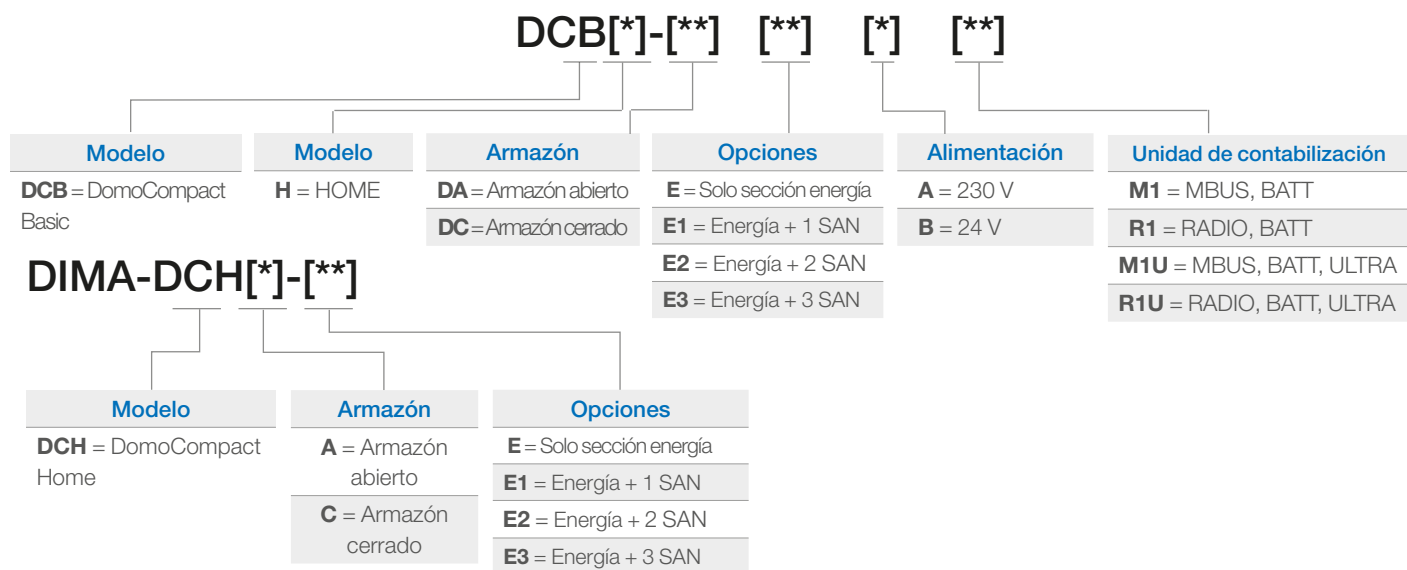 DCB[*]-[**] [**] [*] [**]
Modelo
DCB = DomoCompact
Basic
Modelo
H = HOME
Armazón
DA = Armazón abierto
DC = Armazón cerrado
Opciones
E = Solo sección energía
E1 = Energía + 1 SAN
E2 = Energía + 2 SAN
E3 = Energía + 3 SAN
Alimentación
A = 230 V
B = 24 V
Unidad de contabilización
M1 = MBUS, BATT
R1 = RADIO, BATT
M1U = MBUS, BATT, ULTRA
R1U = RADIO, BATT, ULTRA
DIMA-DCH[*]-[**]
Modelo
DCH = DomoCompact
Home
Armazón
A = Armazón
abierto
C = Armazón
cerrado
Opciones
E = Solo sección energía
E1 = Energía + 1 SAN
E2 = Energía + 2 SAN
E3 = Energía + 3 SAN